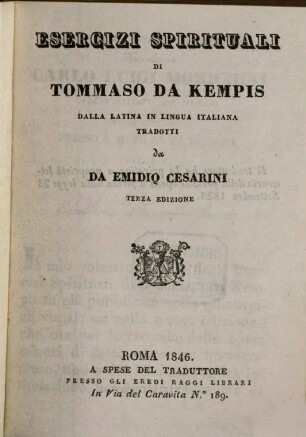 ESERCIZI SPIRITUALI
DI
TOMMASO DA KEMPIS
DALLA LATINA IN LINGUA ITALIANA
TRADOTTI
da
DA EMIDIO CESARINI
TERZA EDIZIONE
ROMA 1846.
A SPESE DEL TRADUTTORE
PRESSO GLI EREDI RAGGI LIBRARI
In Via del Caravita N.° 189.